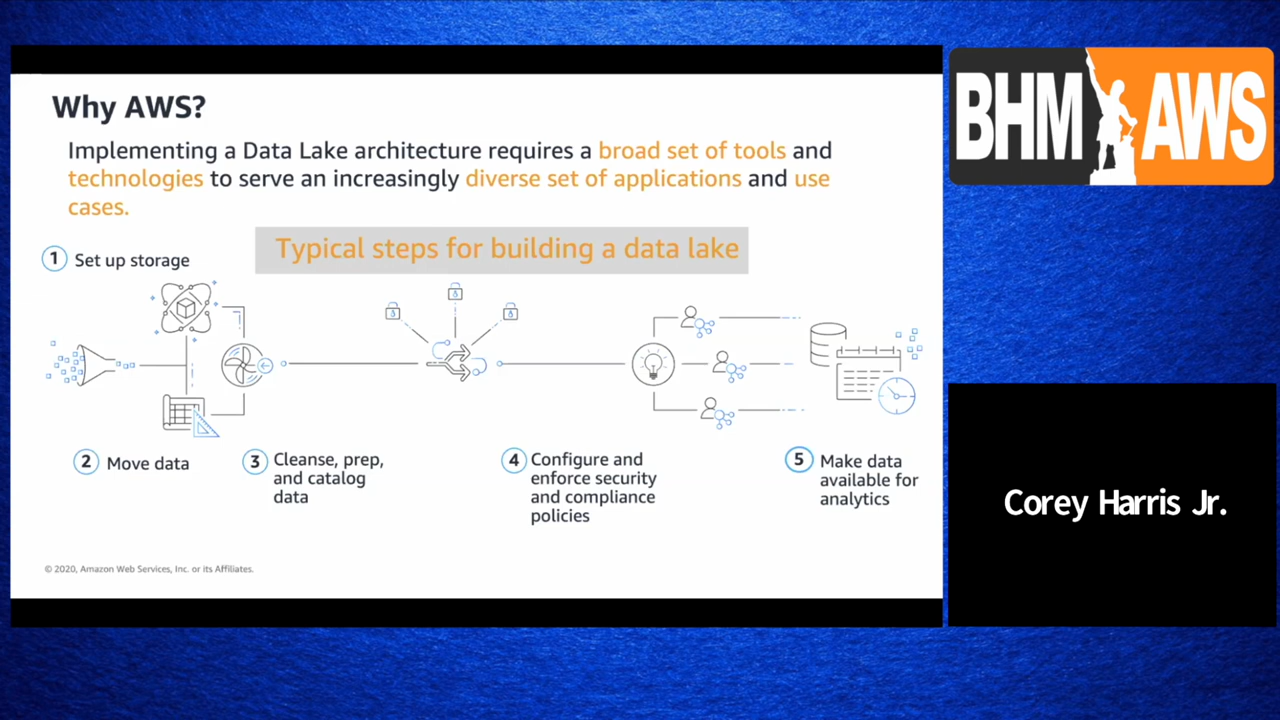 Why AWS?
Implementing a Data Lake architecture requires a broad set of tools and
technologies to serve an increasingly diverse set of applications and use
cases.
Typical steps for building a data lake
1 Set up storage
2 Move data
3 Cleanse, prep,
and catalog
data
4 Configure and
enforce security
and compliance
policies
5 Make data
available for
analytics
© 2020, Amazon Web Services, Inc. or its Affiliates.
BHM AWS
Corey Harris Jr.